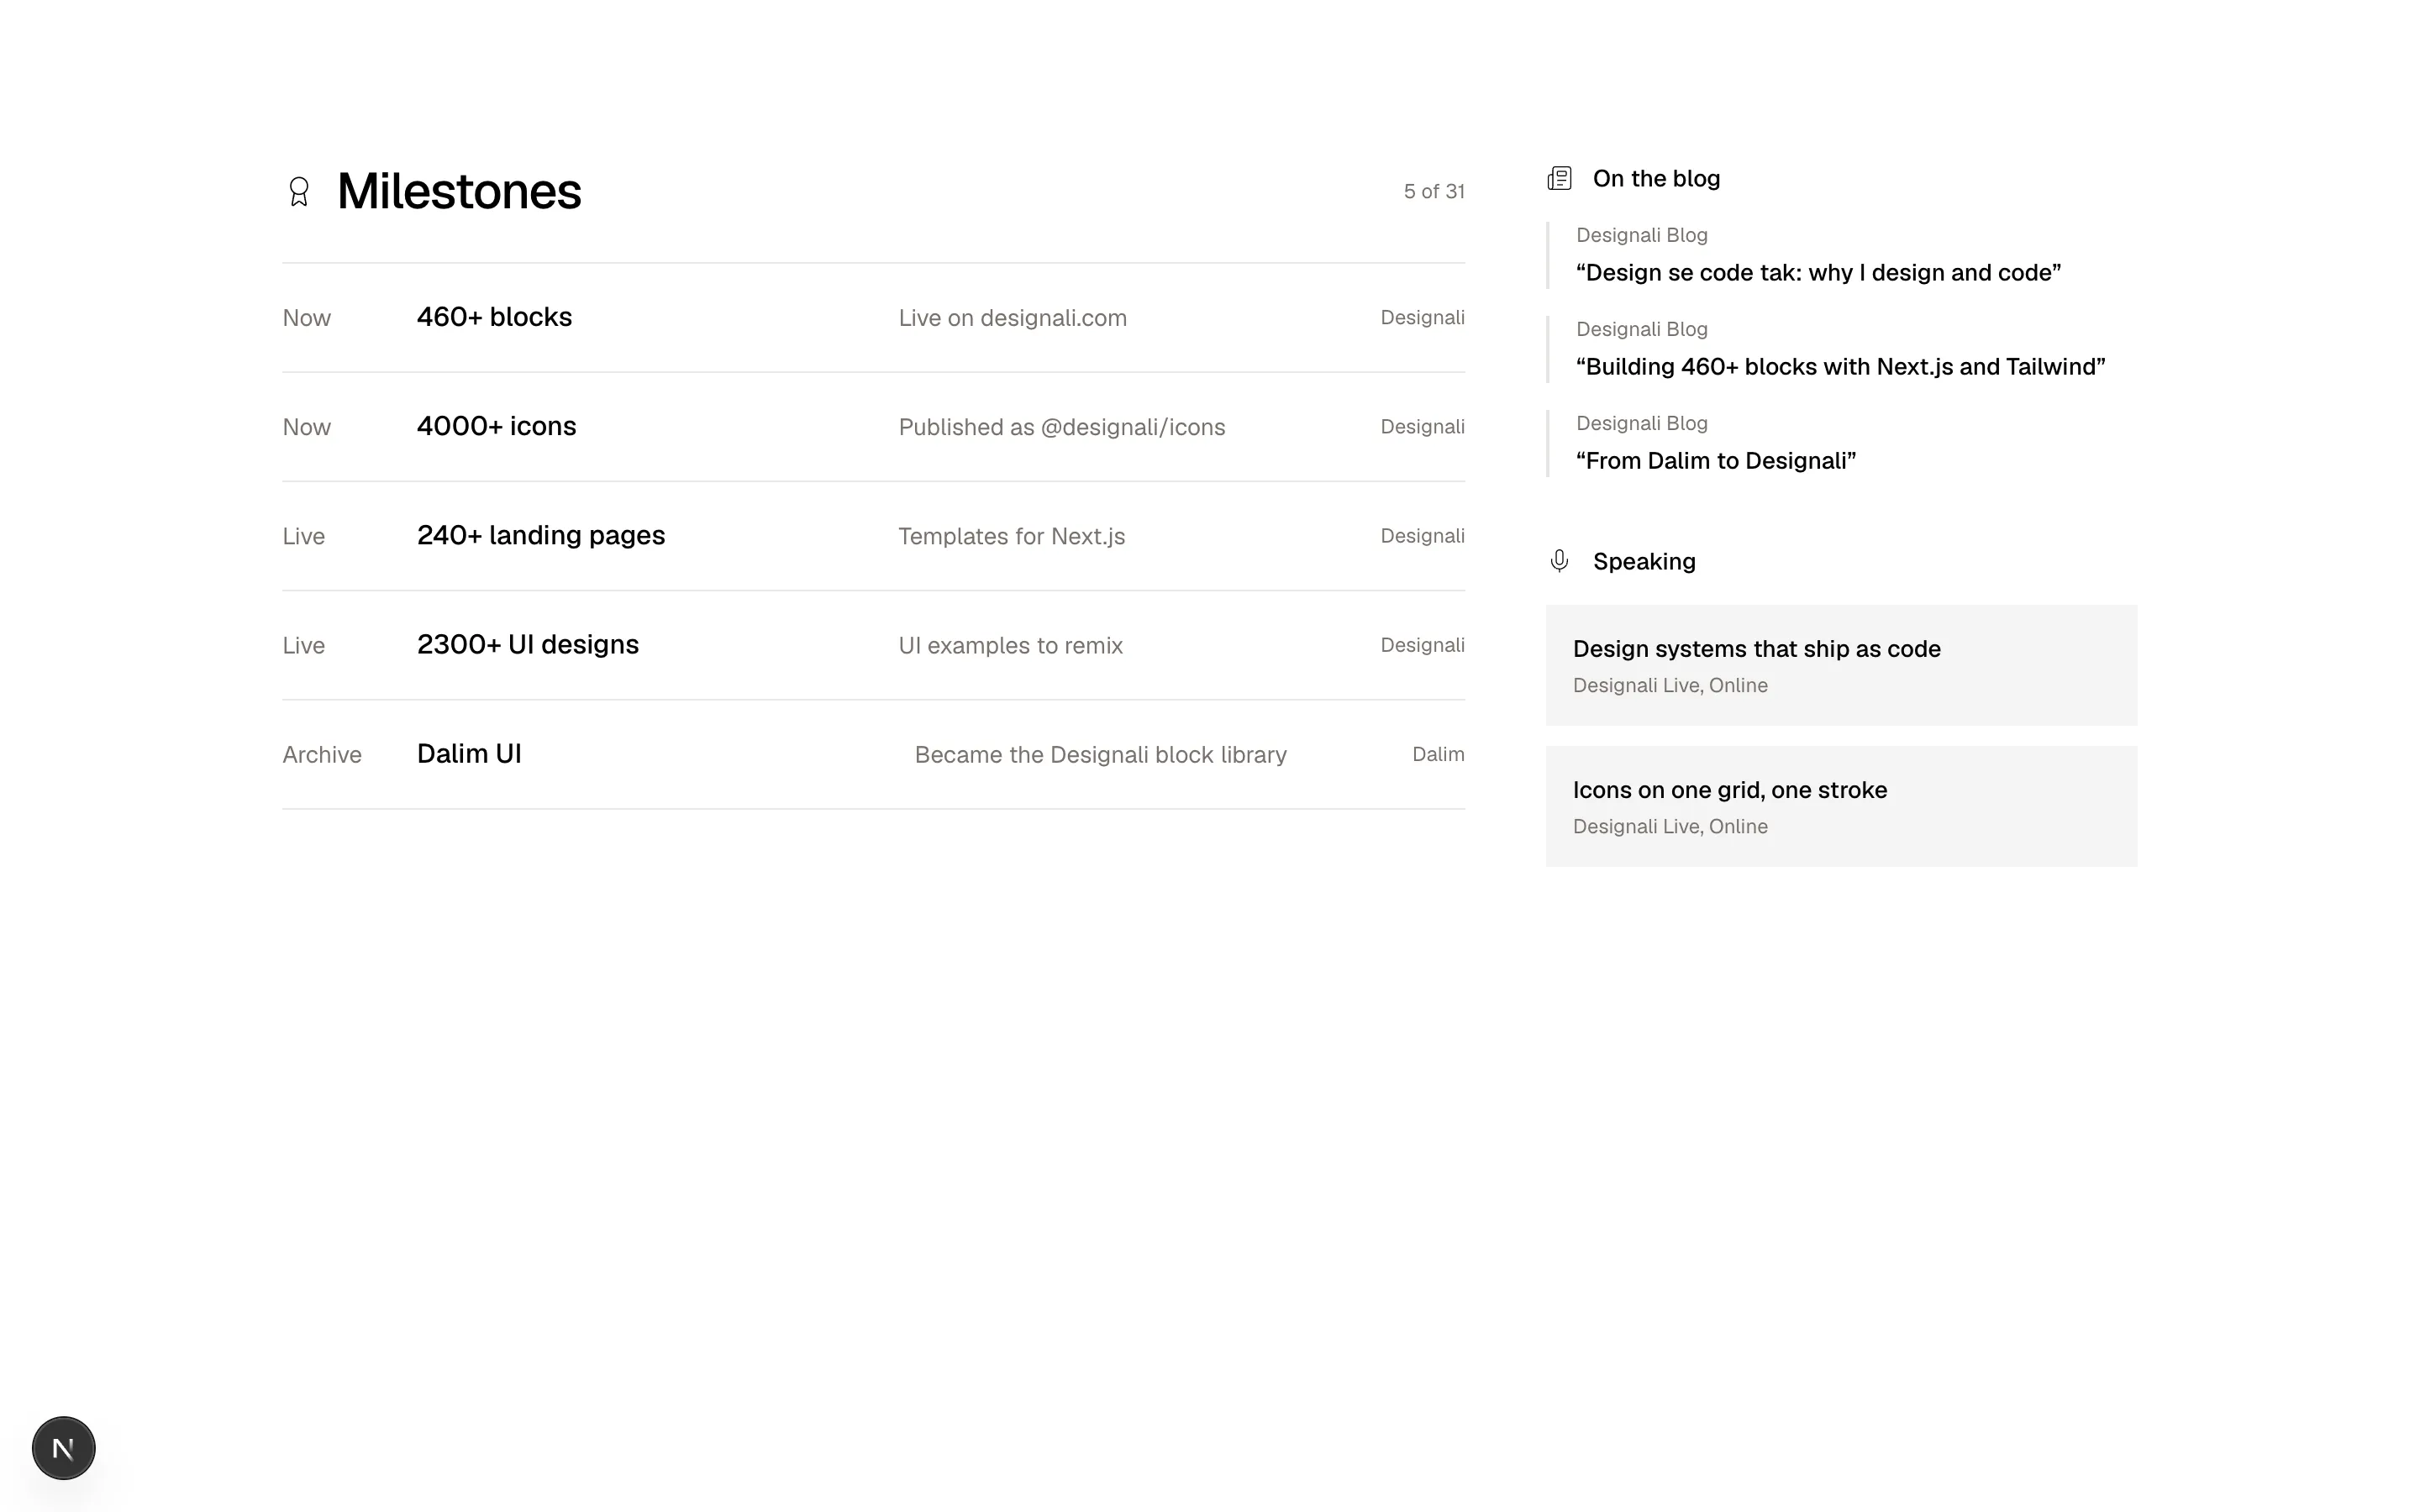 Milestones
5 of 31
Now 460+ blocks Live on designali.com Designali
Now 4000+ icons Published as @designali/icons Designali
Live 240+ landing pages Templates for Next.js Designali
Live 2300+ UI designs UI examples to remix Designali
Archive Dalim UI Became the Designali block library Dalim
On the blog
Designali Blog
“Design se code tak: why I design and code”
Designali Blog
“Building 460+ blocks with Next.js and Tailwind”
Designali Blog
“From Dalim to Designali”
Speaking
Design systems that ship as code
Designali Live, Online
Icons on one grid, one stroke
Designali Live, Online
N